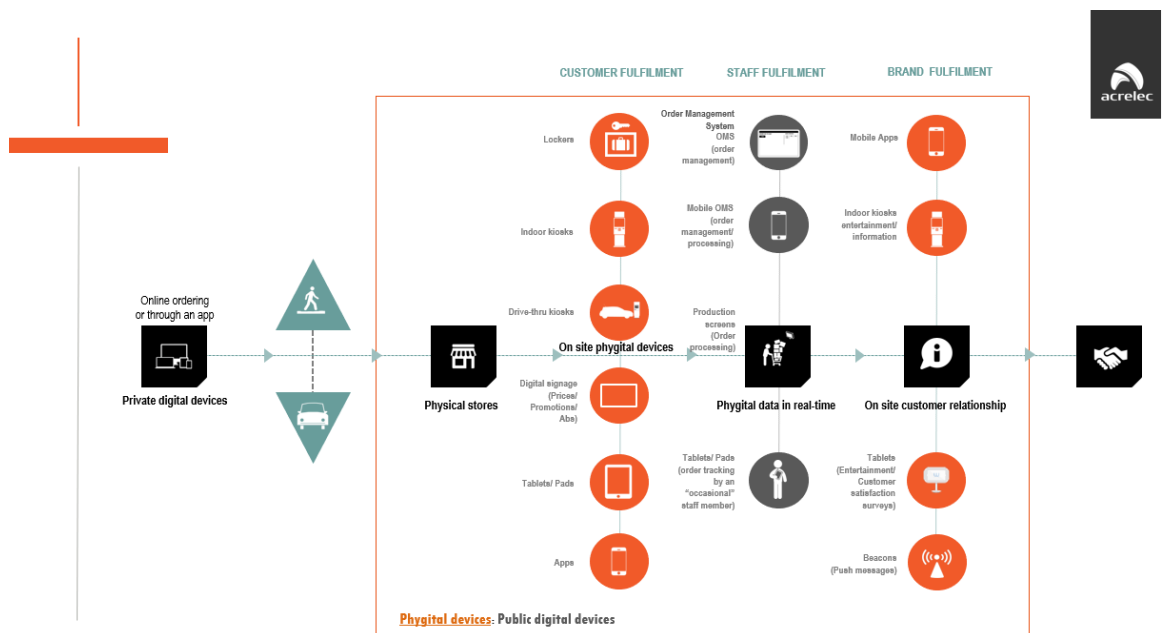 acrelec
CUSTOMER FULFILMENT
STAFF FULFILMENT
BRAND FULFILMENT
Lockers
Order Management
System
OMS
(order
management)
Mobile Apps
Indoor kiosks
Mobile OMS
(order
management/
processing)
Indoor kiosks
entertainment/
information
Online ordering
or through an app
Private digital devices
Physical stores
Drive-thru kiosks
On site phygital devices
Production
screens
(Order
processing)
Phygital data in real-time
On site customer relationship
Digital signage
(Prices/
Promotions/
Abs)
Tablets/ Pads
Tablets/ Pads
(order tracking
by an
"occasional"
staff member)
Tablets
(Entertainment/
Customer
satisfaction
surveys)
Apps
Beacons
(Push messages)
Phygital devices: Public digital devices